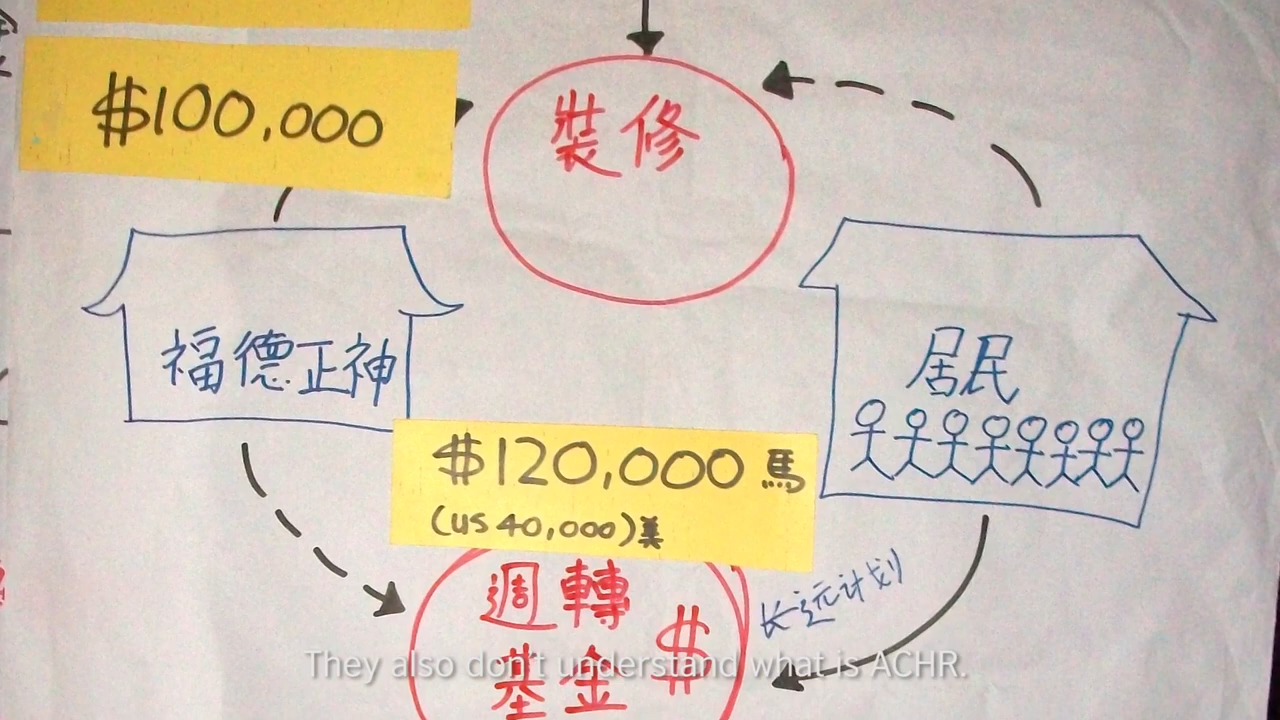 $100,000
裝修
福德正神
居民
$120,000 馬
(US 40,000)美
週轉
基金 $
长远计划
They also don't understand what is ACHR.